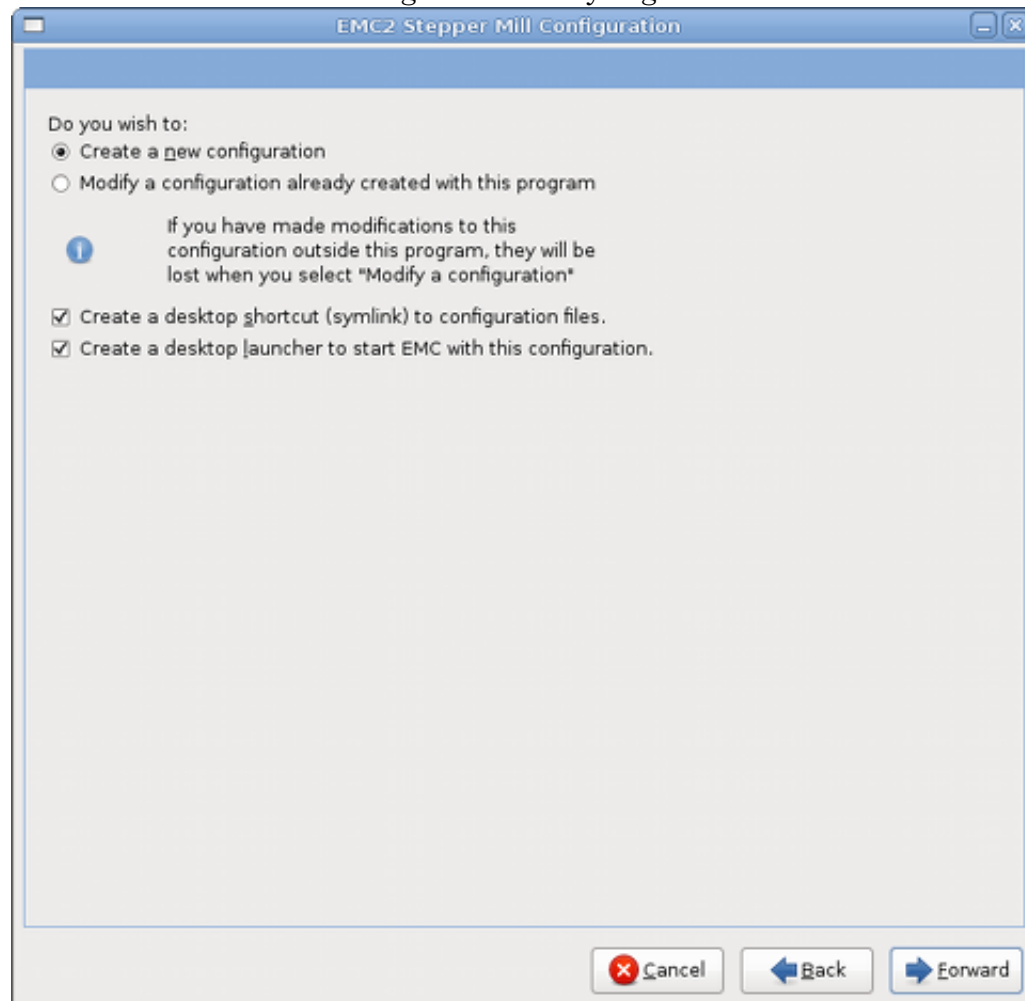 EMC2 Stepper Mill Configuration
Do you wish to:
Create a new configuration
Modify a configuration already created with this program
If you have made modifications to this
configuration outside this program, they will be
lost when you select "Modify a configuration"
Create a desktop shortcut (symlink) to configuration files.
Create a desktop launcher to start EMC with this configuration.
Cancel
Back
Forward